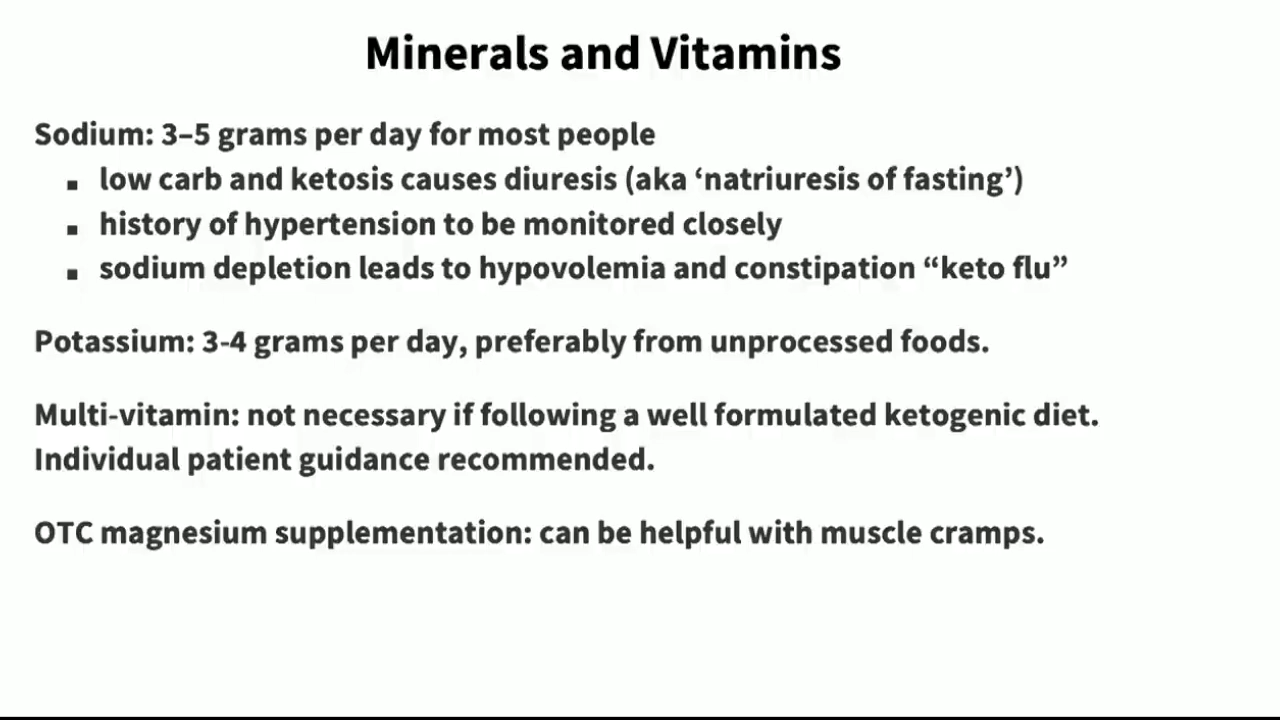 Minerals and Vitamins
Sodium: 3–5 grams per day for most people
▪ low carb and ketosis causes diuresis (aka ‘natriuresis of fasting’)
▪ history of hypertension to be monitored closely
▪ sodium depletion leads to hypovolemia and constipation “keto flu”
Potassium: 3-4 grams per day, preferably from unprocessed foods.
Multi-vitamin: not necessary if following a well formulated ketogenic diet.
Individual patient guidance recommended.
OTC magnesium supplementation: can be helpful with muscle cramps.